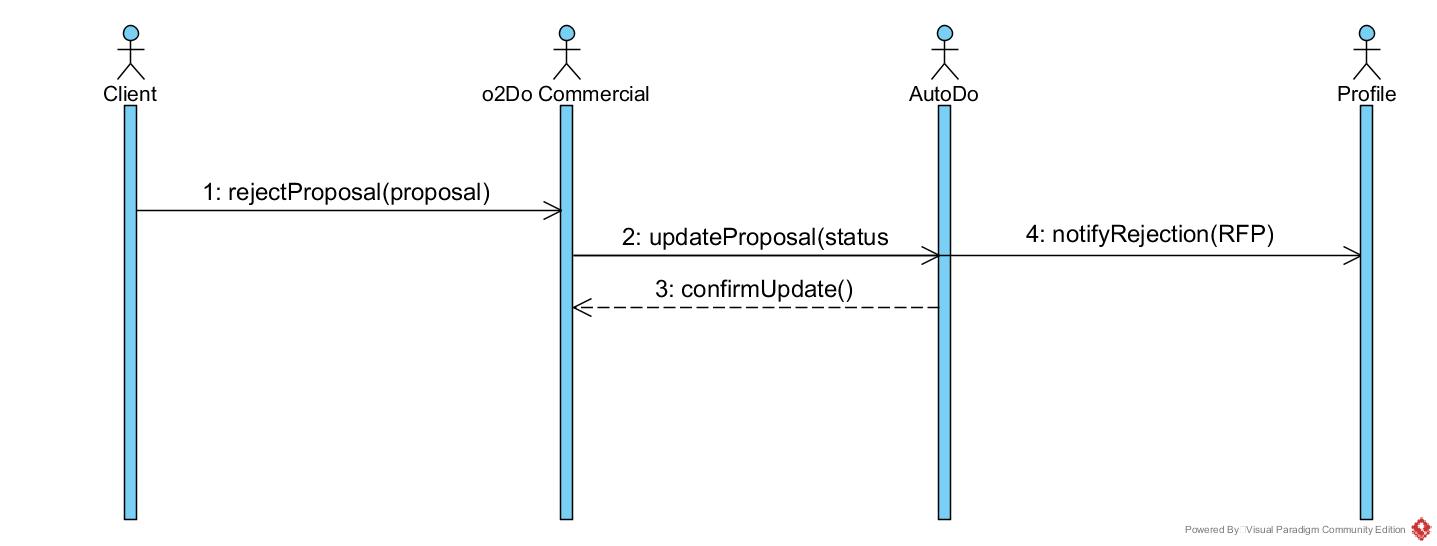 Client
o2Do Commercial
AutoDo
Profile
1: rejectProposal(proposal)
2: updateProposal(status
4: notifyRejection(RFP)
3: confirmUpdate()
Powered By Visual Paradigm Community Edition